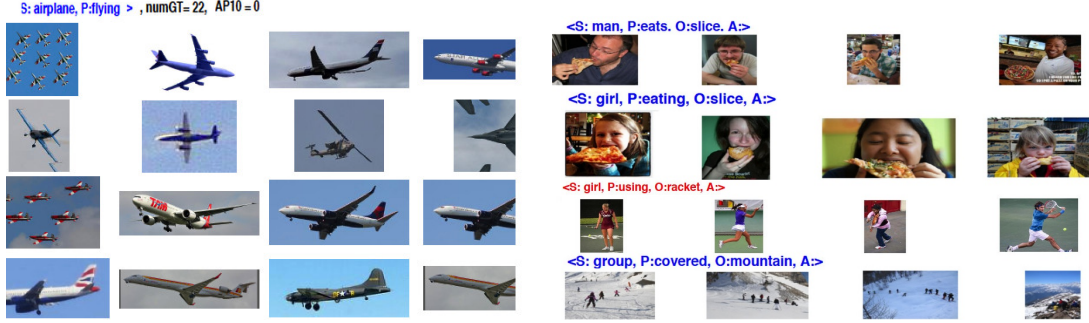 S: airplane, P:flying > , numGT= 22, AP10 = 0
<S: man, P:eats. O:slice. A:>
<S: girl, P:eating, O:slice, A:>
<S: girl, P:using, O:racket, A:>
<S: group, P:covered, O:mountain, A:>